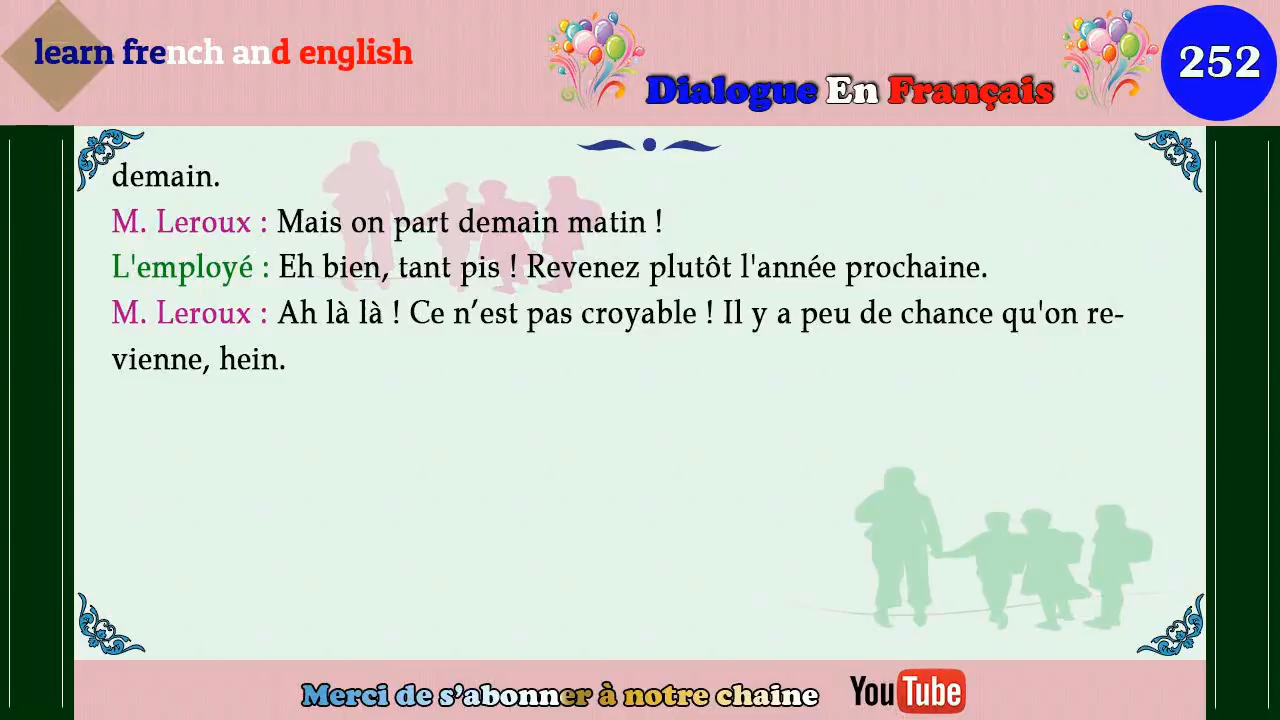 learn french and english
Dialogue En Français
252
demain.
M. Leroux : Mais on part demain matin !
L'employé : Eh bien, tant pis ! Revenez plutôt l'année prochaine.
M. Leroux : Ah là là ! Ce n’est pas croyable ! Il y a peu de chance qu'on re-
vienne, hein.
Merci de s’abonner à notre chaine
YouTube